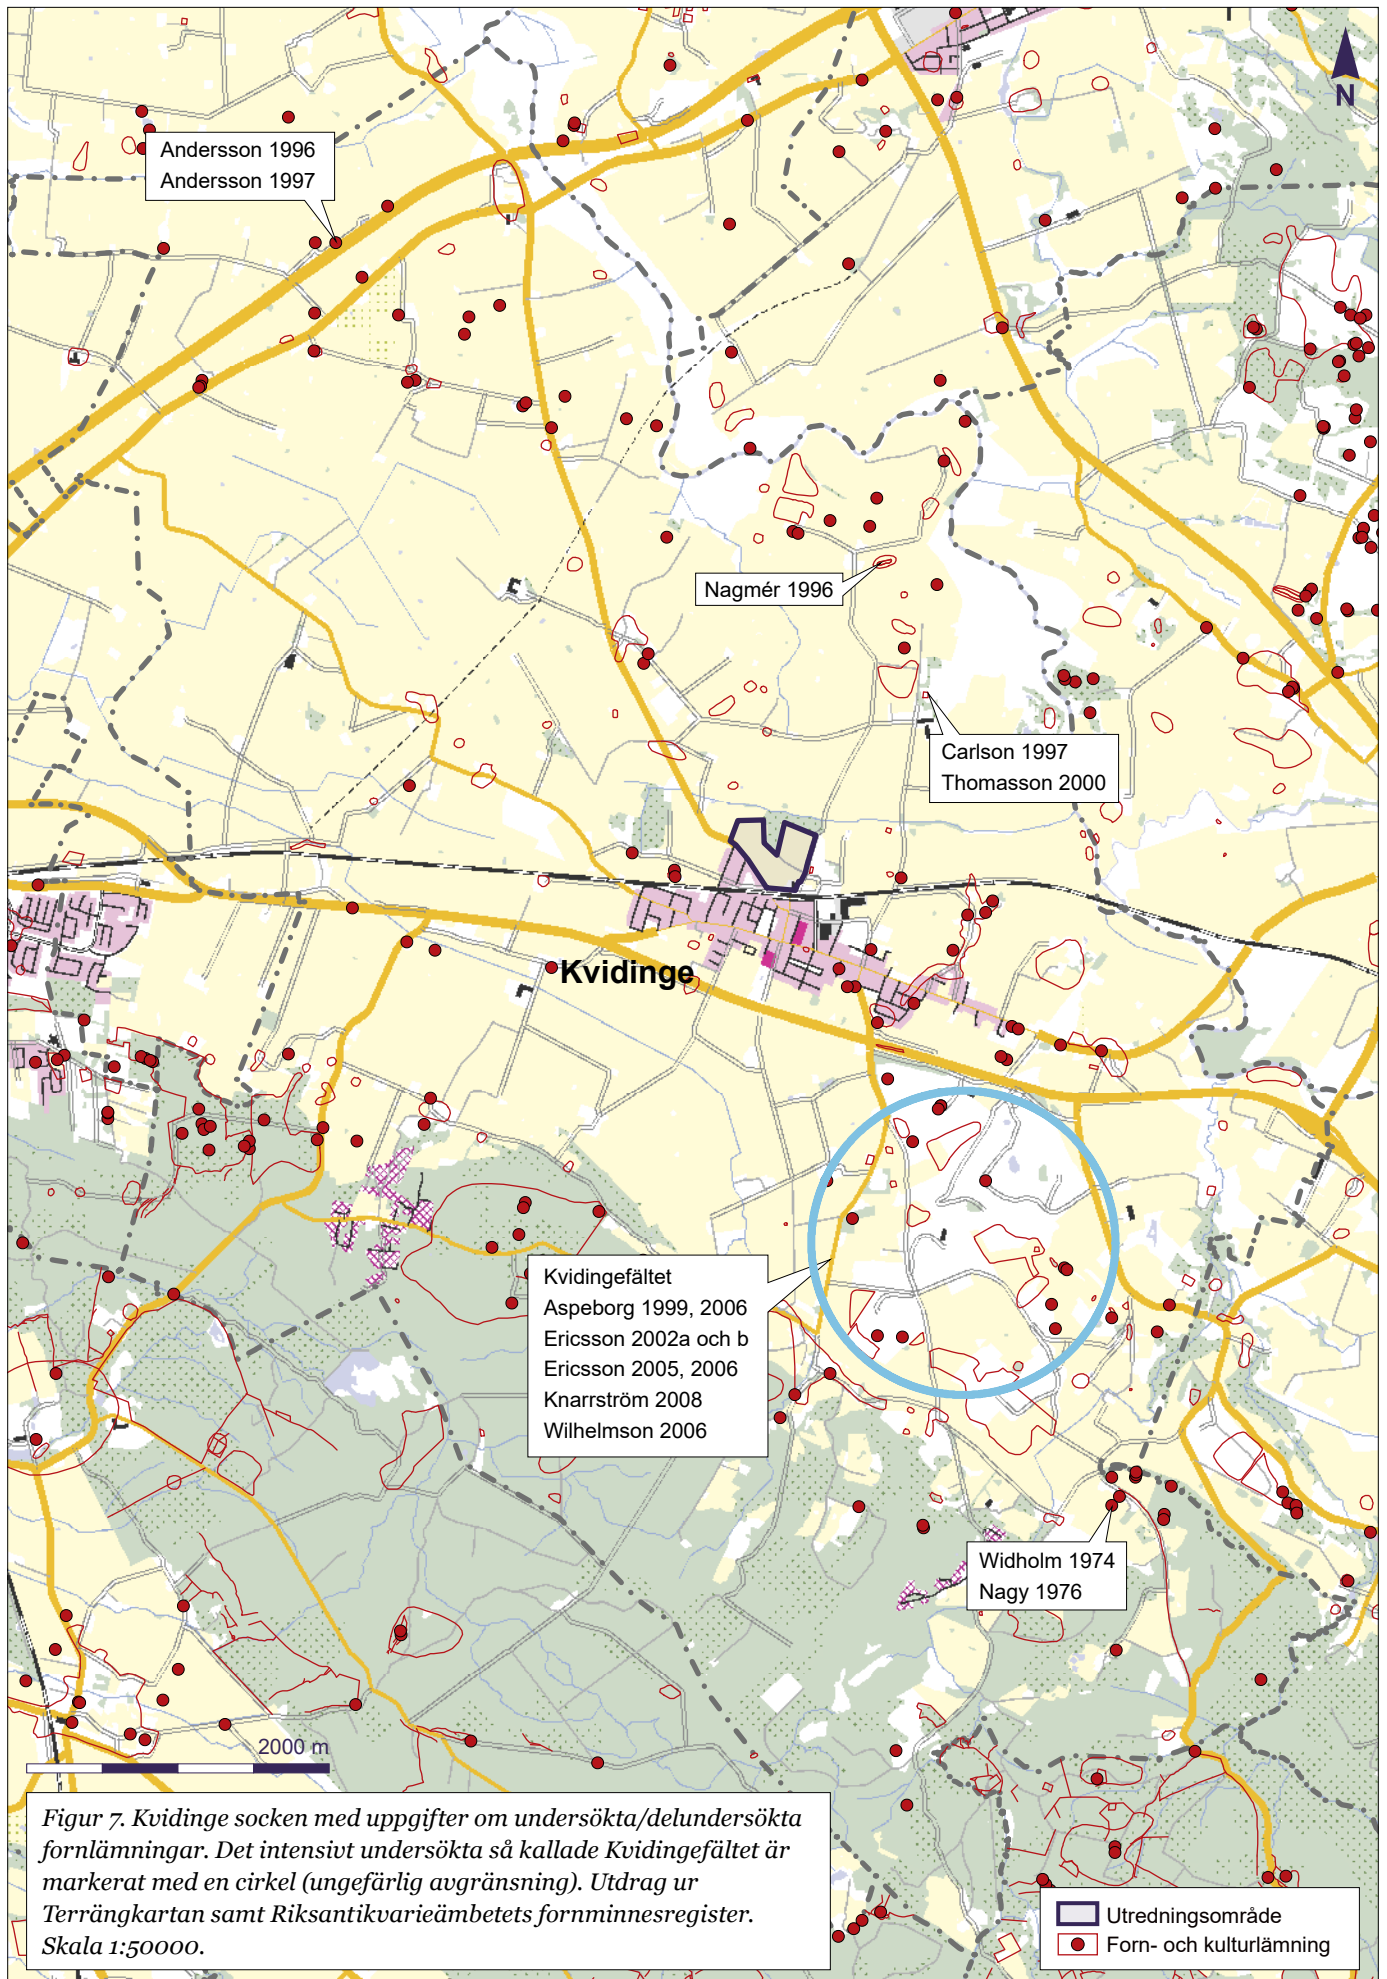 N
Andersson 1996
Andersson 1997
Nagmér 1996
Carlson 1997
Thomasson 2000
Kvidinge
Kvidingefältet
Aspeborg 1999, 2006
Ericsson 2002a och b
Ericsson 2005, 2006
Knarrström 2008
Wilhelmson 2006
Widholm 1974
Nagy 1976
2000 m
Figur 7. Kvidinge socken med uppgifter om undersökta/delundersökta
fornlämningar. Det intensivt undersökta så kallade Kvidingefältet är
markerat med en cirkel (ungefärlig avgränsning). Utdrag ur
Terrängkartan samt Riksantikvarieämbetets fornminnesregister.
Skala 1:50000.
Utredningsområde
Forn- och kulturlämning